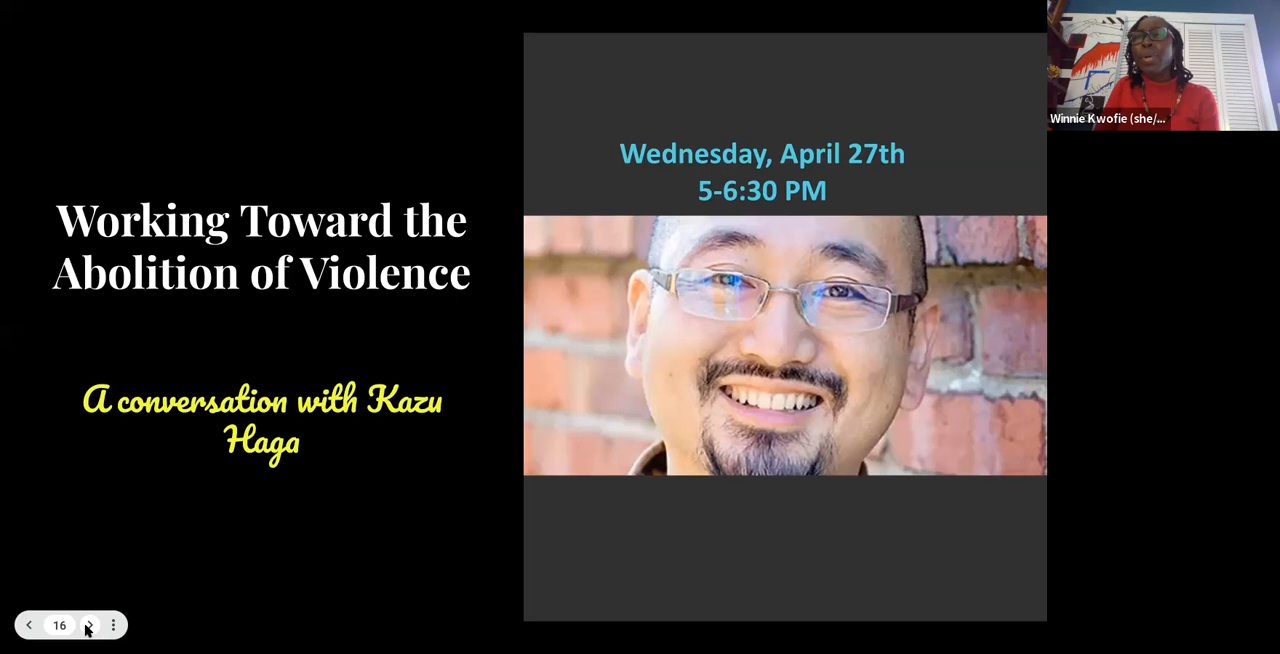 Working Toward the
Abolition of Violence
A conversation with Kazu
Haga
Wednesday, April 27th
5-6:30 PM
Winnie Kwofie (she/...
16